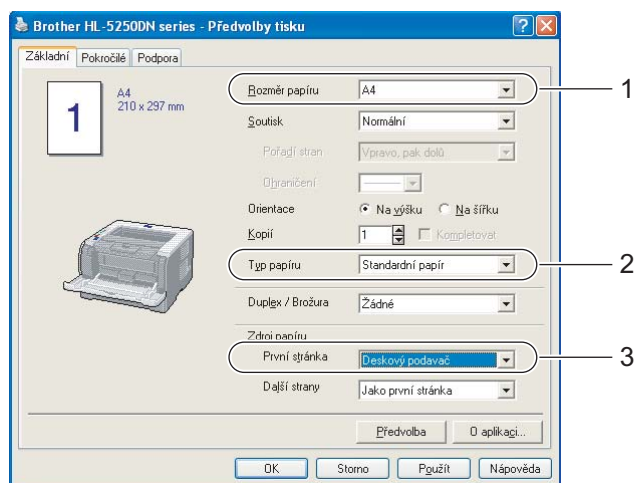 Brother HL-5250DN series - Předvolby tisku
Základní Pokročilé Podpora
1
A4
210 x 297 mm
Rozměr papíru A4 1
Soutisk Normální
Pořadí stran Vpravo, pak dolů
Ohraničení
Orientace Na výšku Na šířku
Kopií 1 Kompletovat
Typ papíru Standardní papír 2
Duplex / Brožura Žádné
Zdroj papíru
První stránka Deskový podavač 3
Další strany Jako první stránka
Předvolba O aplikaci...
OK Storno Použít Nápověda